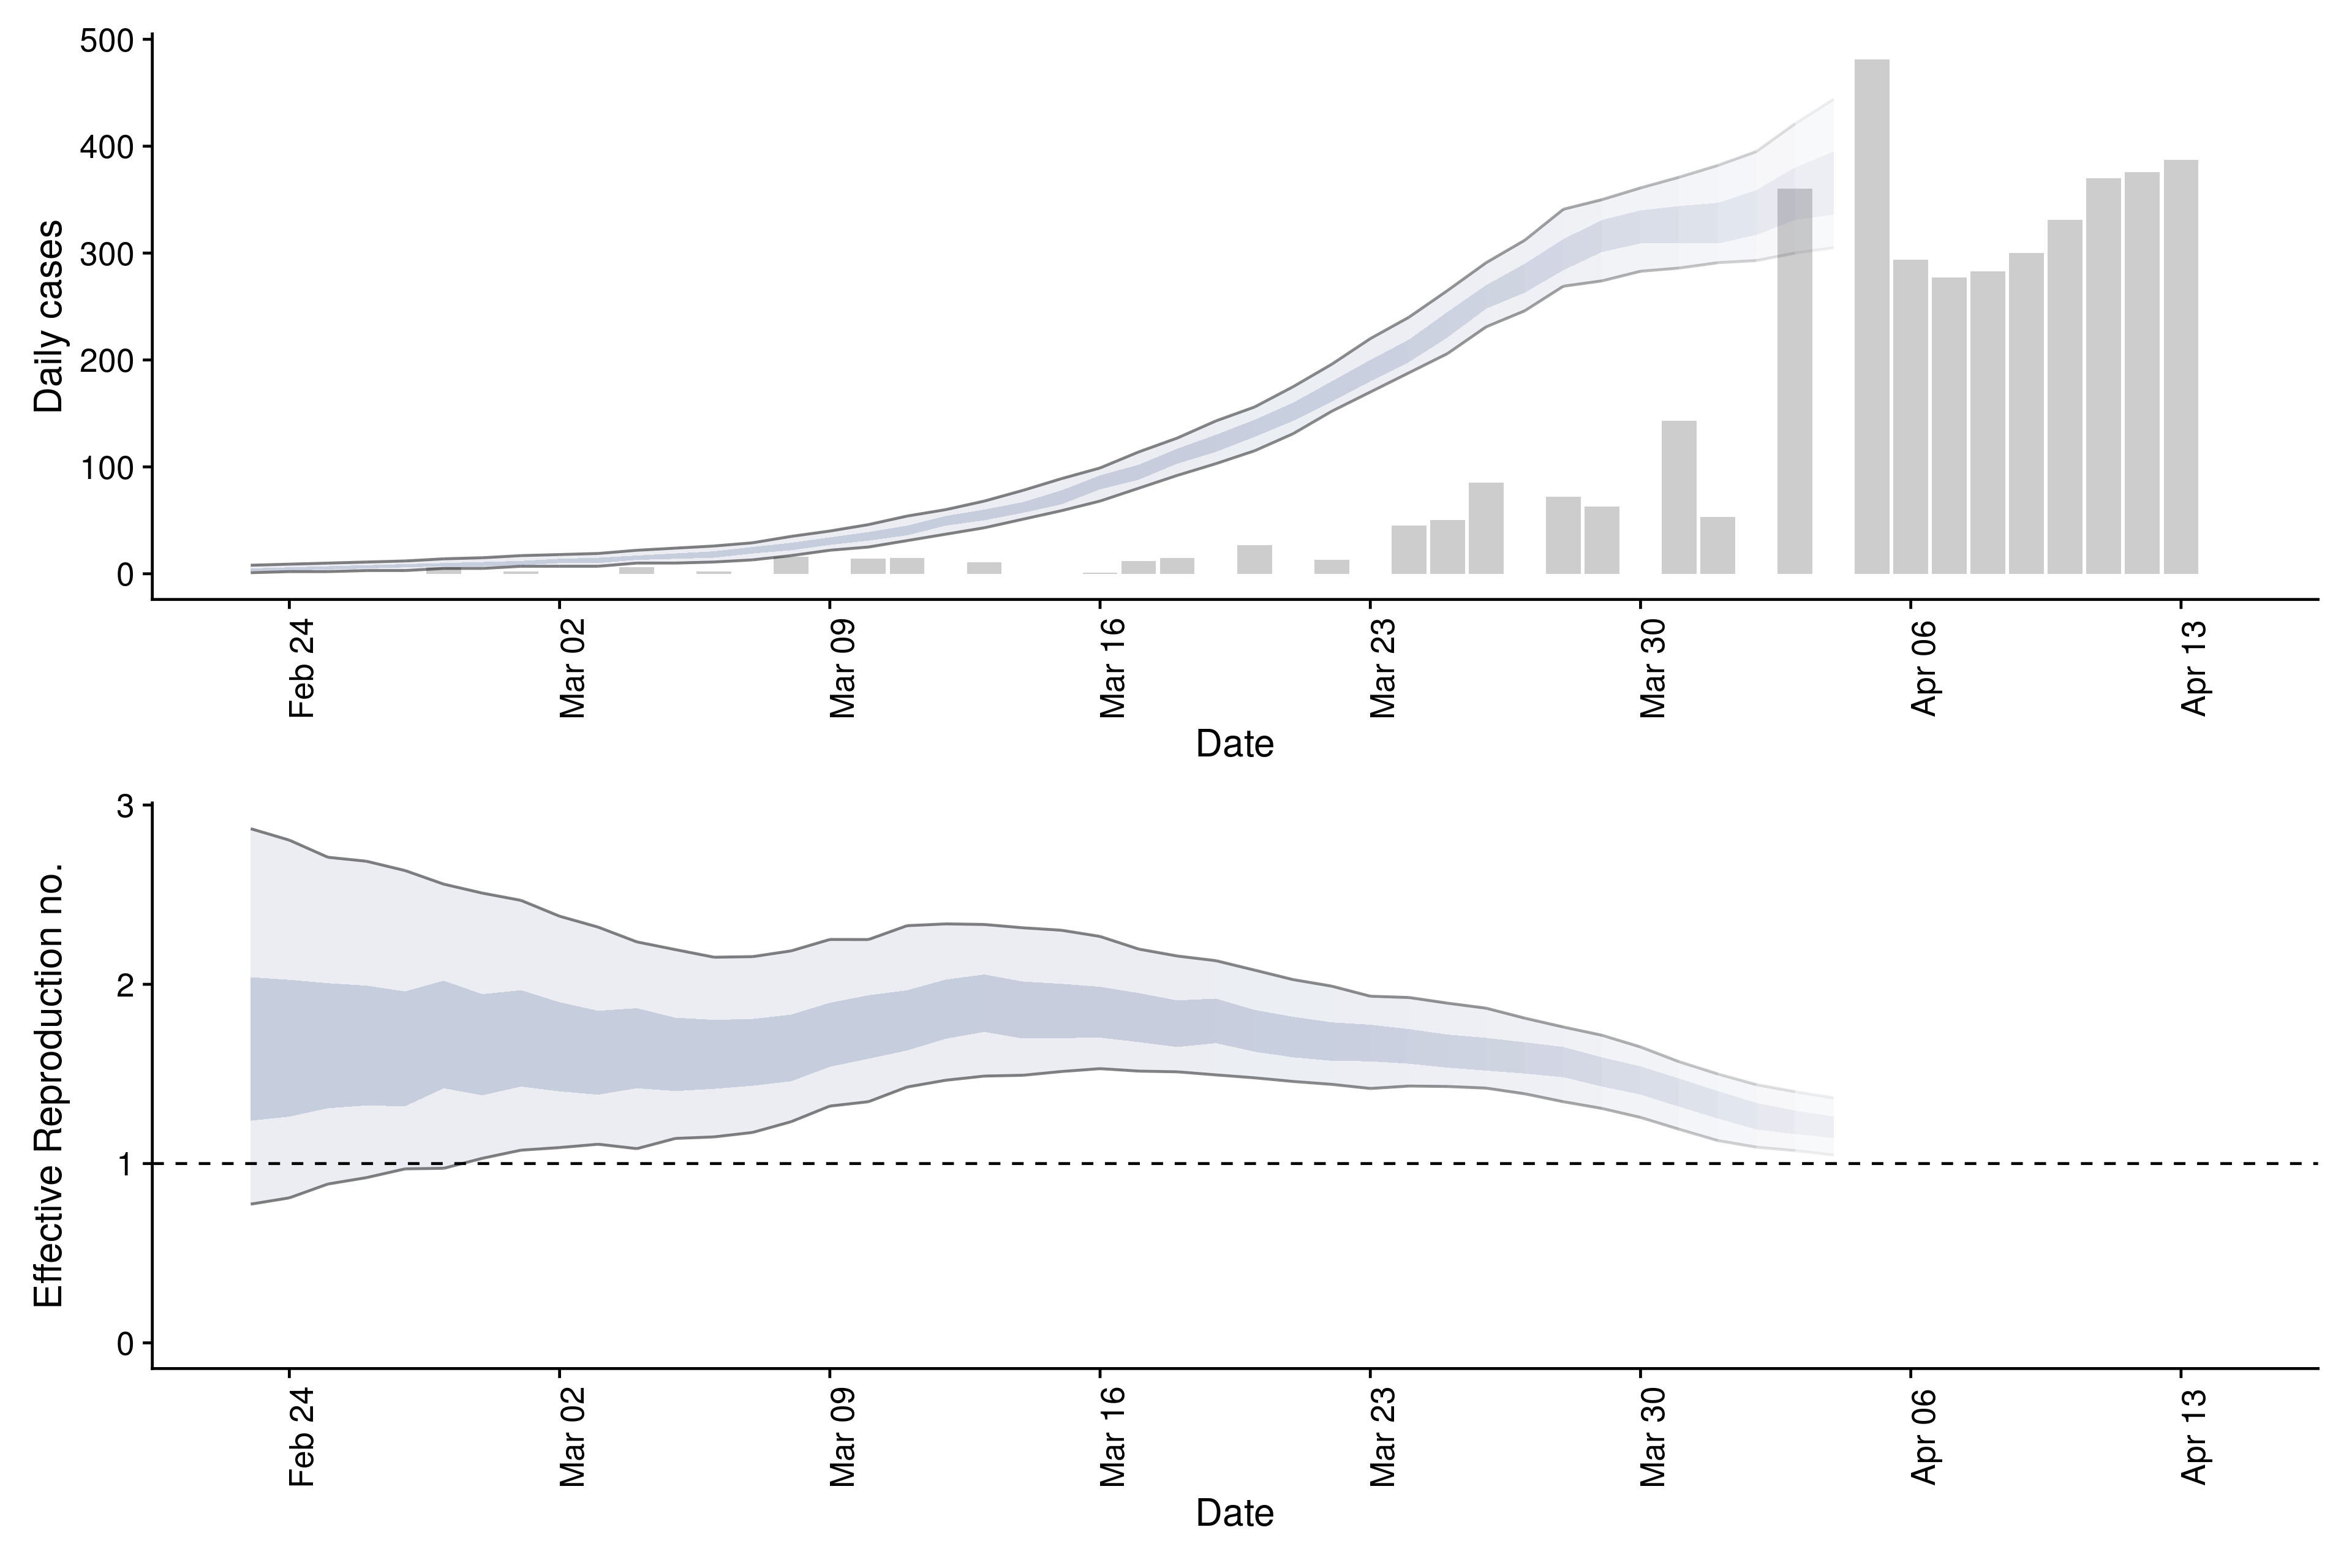 Daily cases
500
400
300
200
100
0
Feb 24
Mar 02
Mar 09
Mar 16
Mar 23
Mar 30
Apr 06
Apr 13
Date
Effective Reproduction no.
3
2
1
0
Feb 24
Mar 02
Mar 09
Mar 16
Mar 23
Mar 30
Apr 06
Apr 13
Date